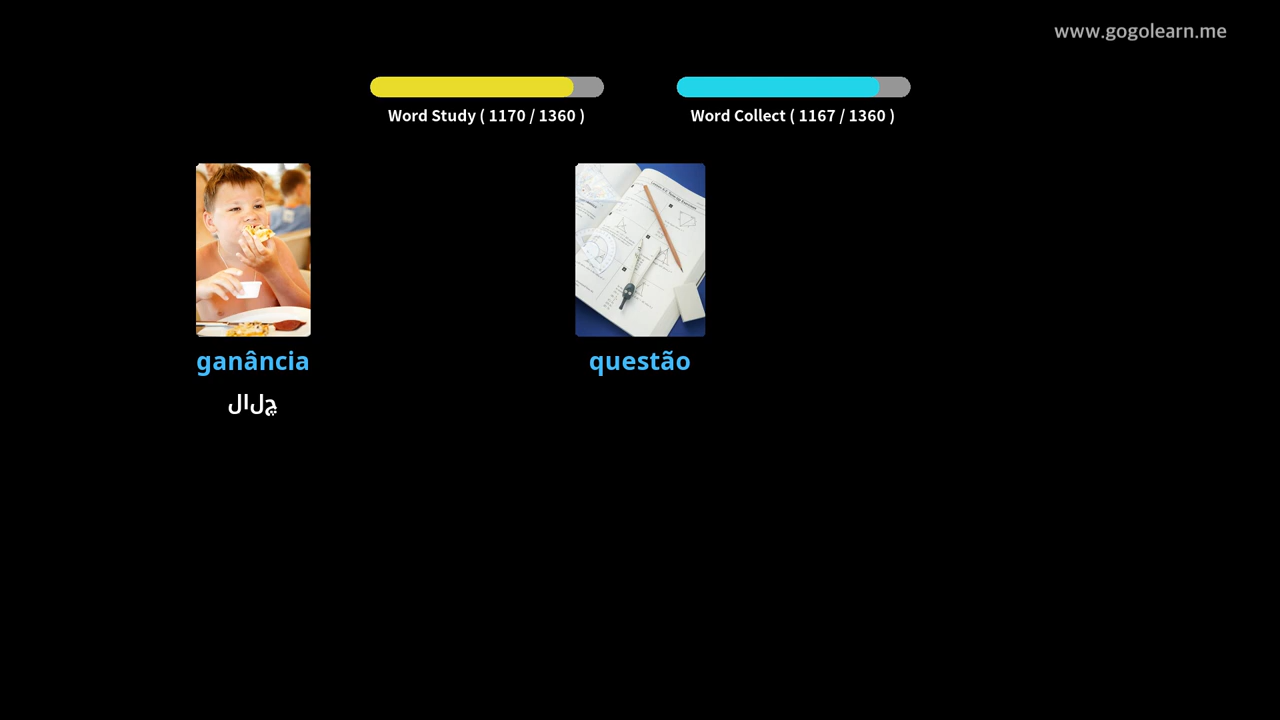 www.gogolearn.me
Word Study ( 1170 / 1360 )
Word Collect ( 1167 / 1360 )
ganância
questão
چلال